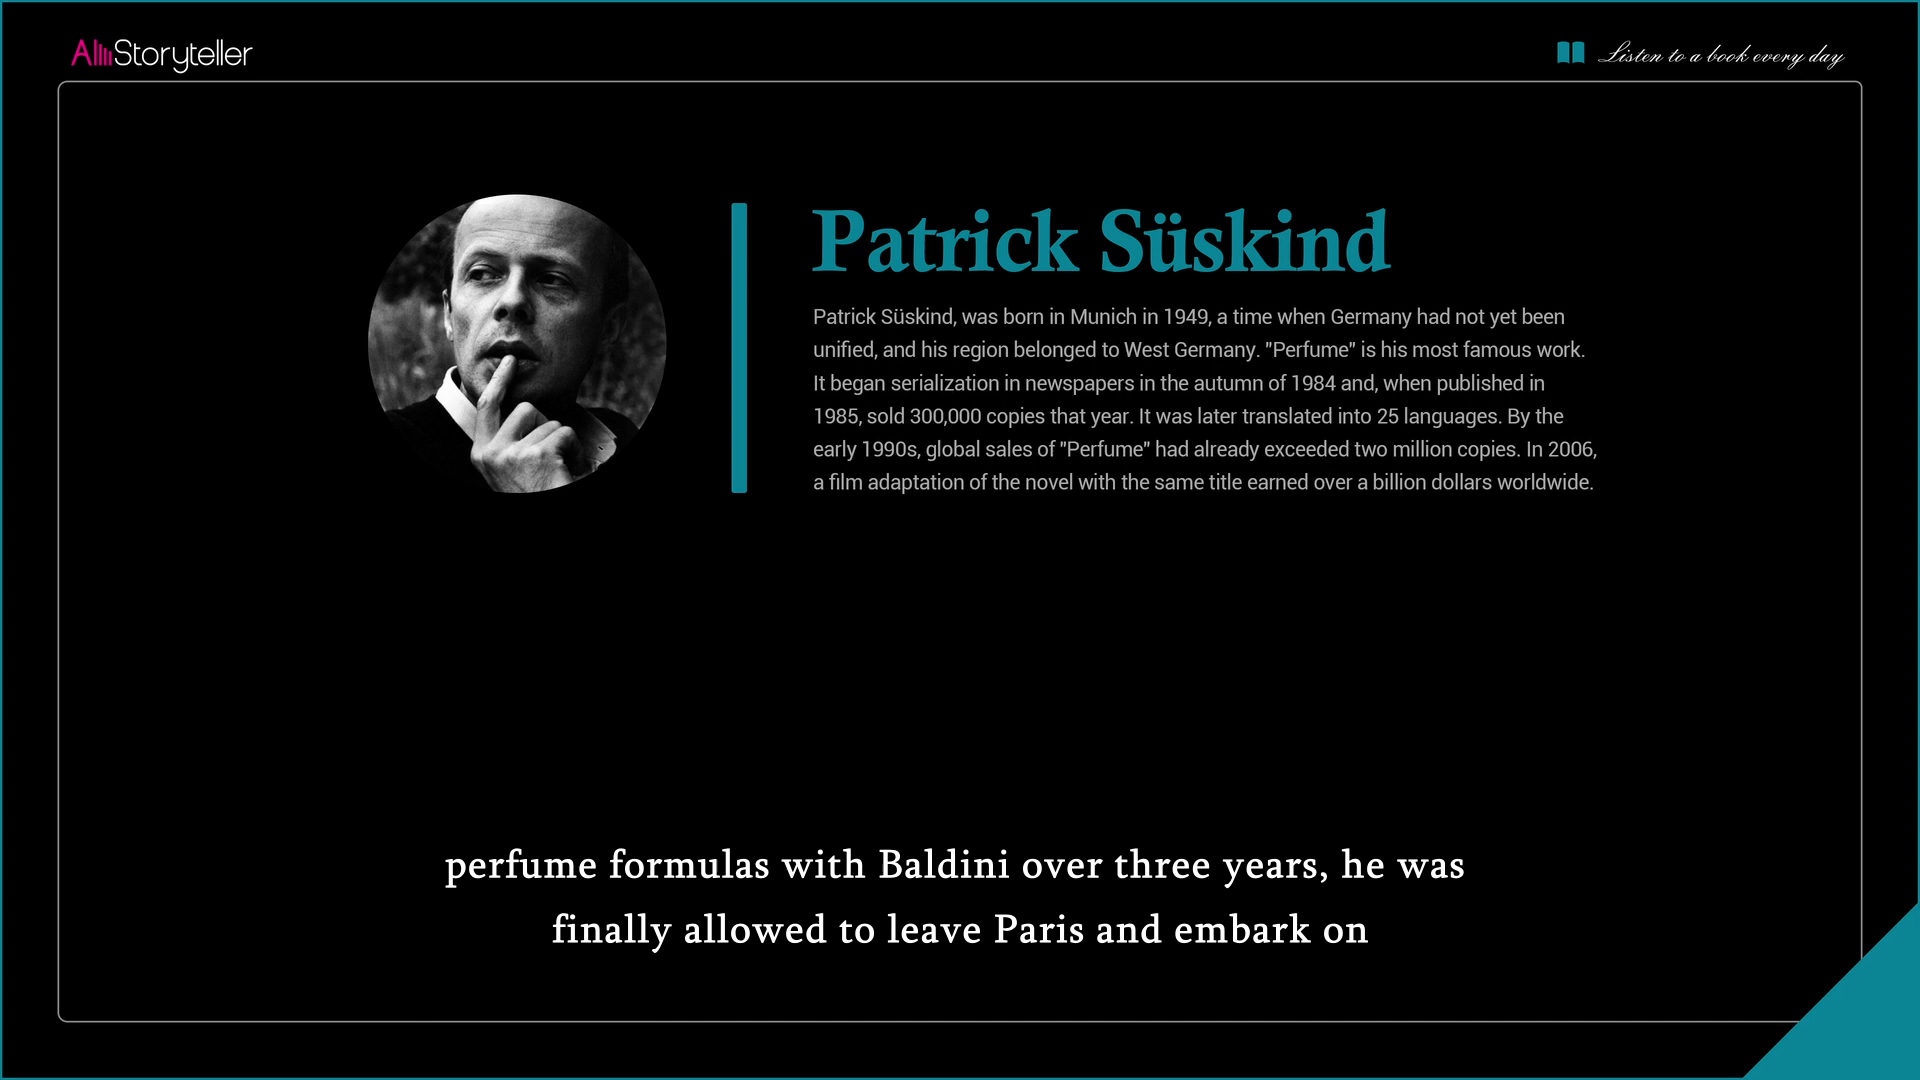 AllStoryteller
Listen to a book every day
Patrick Süskind
Patrick Süskind, was born in Munich in 1949, a time when Germany had not yet been
unified, and his region belonged to West Germany. "Perfume" is his most famous work.
It began serialization in newspapers in the autumn of 1984 and, when published in
1985, sold 300,000 copies that year. It was later translated into 25 languages. By the
early 1990s, global sales of "Perfume" had already exceeded two million copies. In 2006,
a film adaptation of the novel with the same title earned over a billion dollars worldwide.
perfume formulas with Baldini over three years, he was
finally allowed to leave Paris and embark on